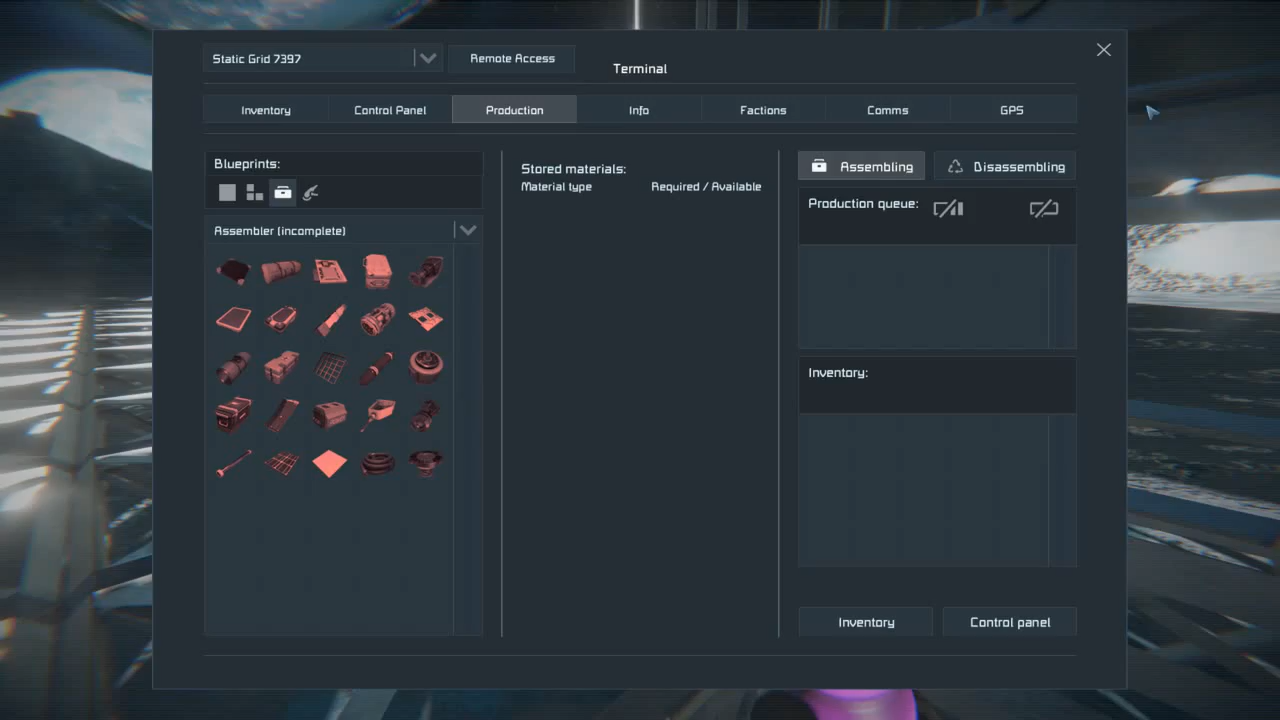 Static Grid 7397
Remote Access
Terminal
Inventory
Control Panel
Production
Info
Factions
Comms
GPS
Blueprints:
Assembler (incomplete)
Stored materials:
Material type
Required / Available
Assembling
Disassembling
Production queue:
Inventory:
Inventory
Control panel